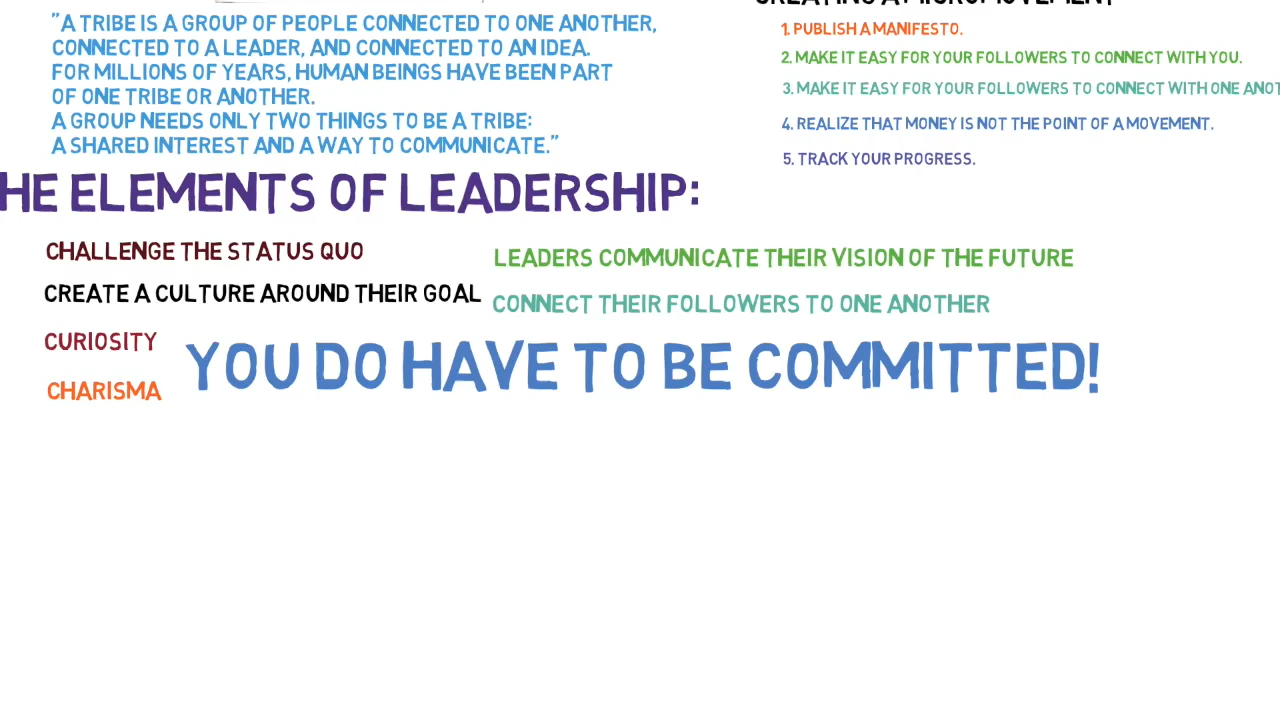 "A TRIBE IS A GROUP OF PEOPLE CONNECTED TO ONE ANOTHER,
CONNECTED TO A LEADER, AND CONNECTED TO AN IDEA.
FOR MILLIONS OF YEARS, HUMAN BEINGS HAVE BEEN PART
OF ONE TRIBE OR ANOTHER.
A GROUP NEEDS ONLY TWO THINGS TO BE A TRIBE:
A SHARED INTEREST AND A WAY TO COMMUNICATE."
1. PUBLISH A MANIFESTO.
2. MAKE IT EASY FOR YOUR FOLLOWERS TO CONNECT WITH YOU.
3. MAKE IT EASY FOR YOUR FOLLOWERS TO CONNECT WITH ONE
4. REALIZE THAT MONEY IS NOT THE POINT OF A MOVEMENT.
5. TRACK YOUR PROGRESS.
HE ELEMENTS OF LEADERSHIP:
CHALLENGE THE STATUS QUO
CREATE A CULTURE AROUND THEIR GOAL
CURIOSITY
CHARISMA
LEADERS COMMUNICATE THEIR VISION OF THE FUTURE
CONNECT THEIR FOLLOWERS TO ONE ANOTHER
YOU DO HAVE TO BE COMMITTED!